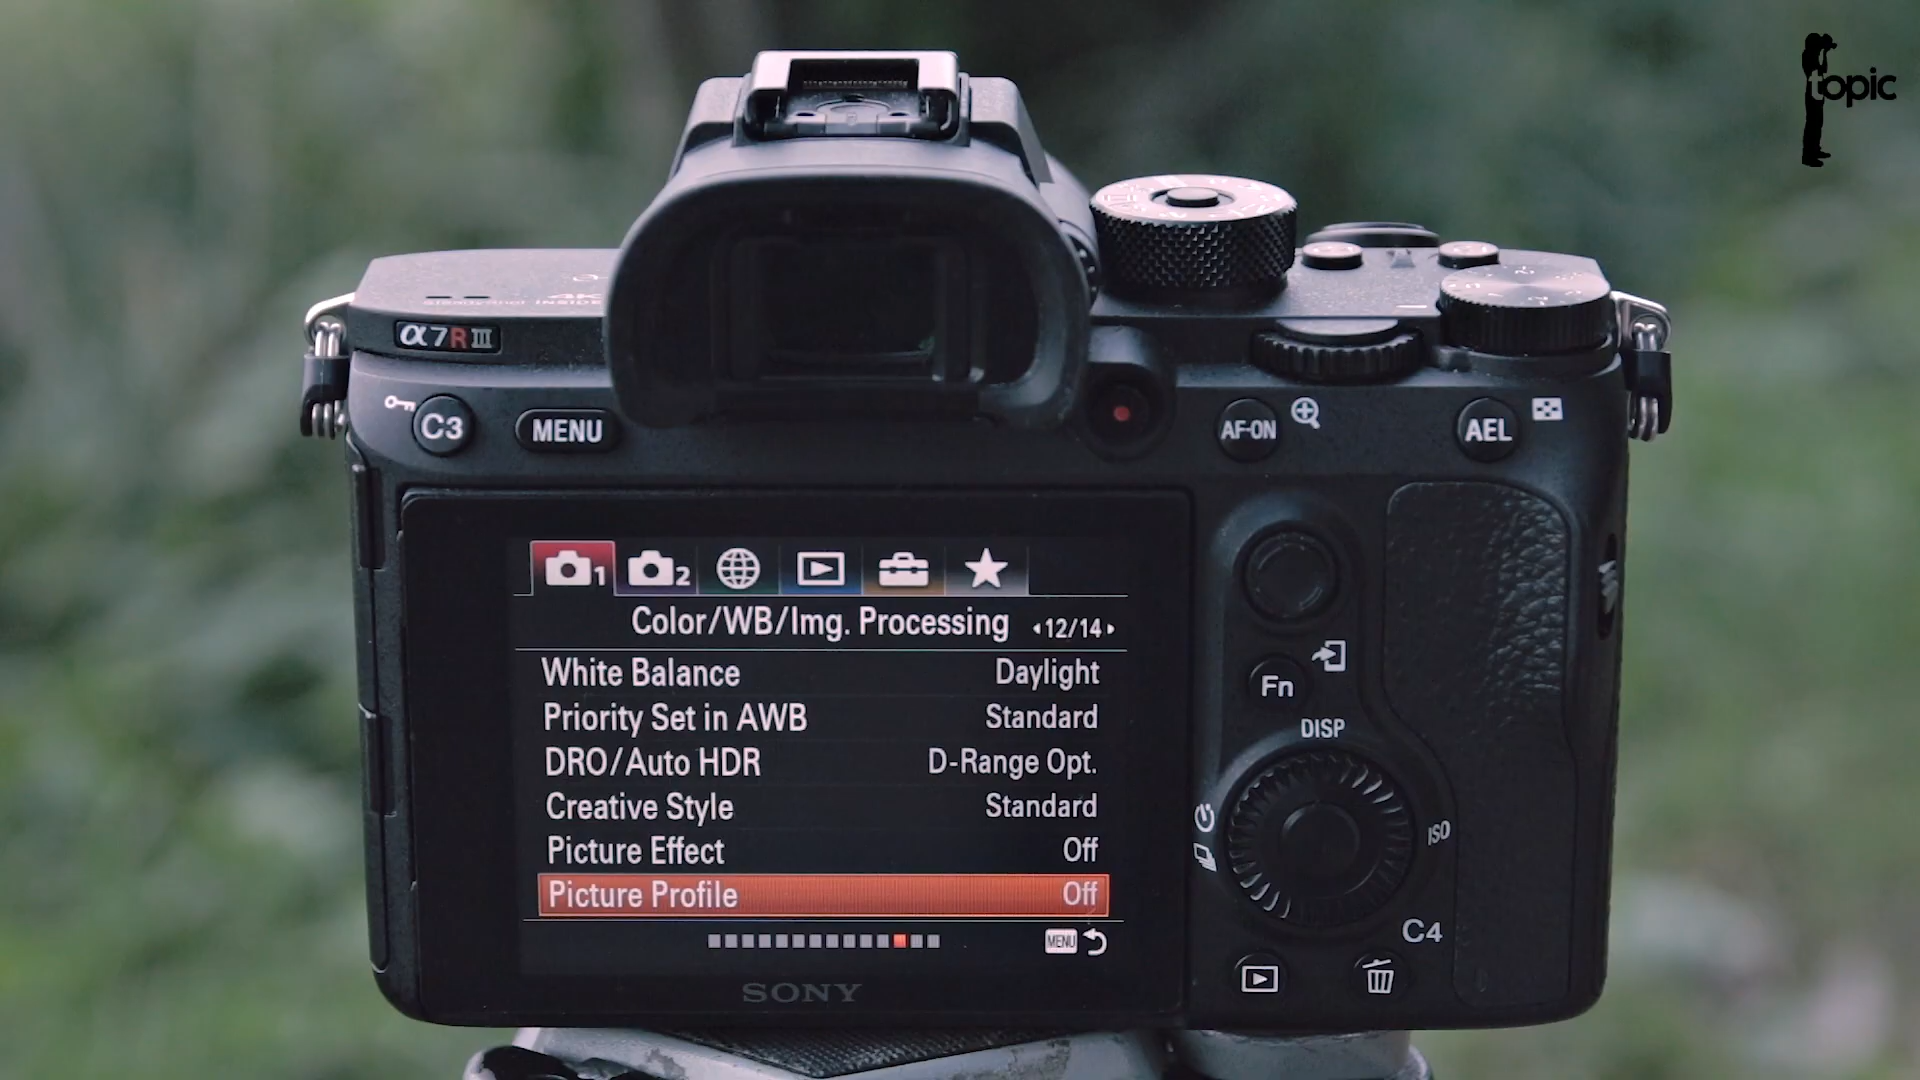 topic
α7RIII
C3
MENU
AF-ON
AEL
1
2
Color/WB/Img. Processing
12/14
White Balance Daylight
Priority Set in AWB Standard
DRO/Auto HDR D-Range Opt.
Creative Style Standard
Picture Effect Off
Picture Profile Off
MENU
SONY
Fn
DISP
ISO
C4